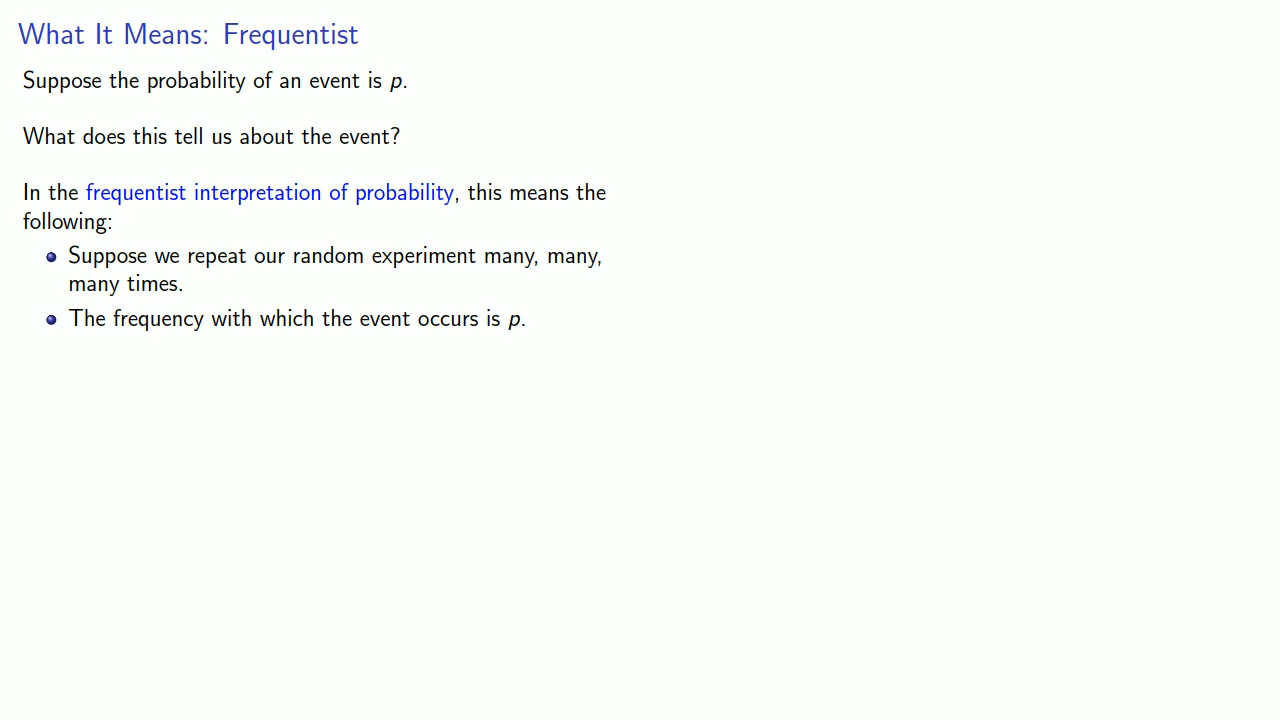 What It Means: Frequentist
Suppose the probability of an event is p.
What does this tell us about the event?
In the frequentist interpretation of probability, this means the
following:
Suppose we repeat our random experiment many, many,
many times.
The frequency with which the event occurs is p.